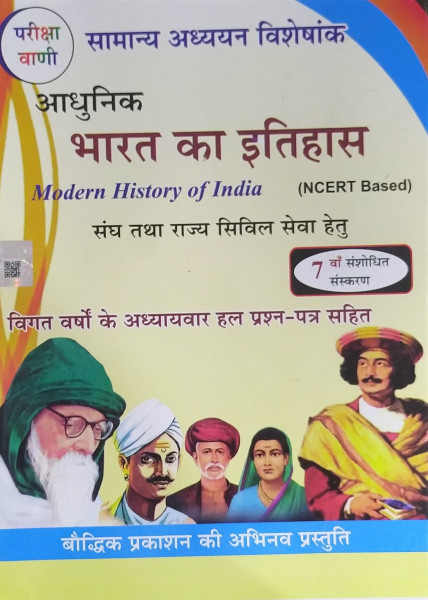 परीक्षा
वाणी
सामान्य अध्ययन विशेषांक
आधुनिक
भारत का इतिहास
Modern History of India
(NCERT Based)
संघ तथा राज्य सिविल सेवा हेतु
7 वाँ संशोधित
संस्करण
विगत वर्षों के अध्यायवार हल प्रश्न-पत्र सहित
बौद्धिक प्रकाशन की अभिनव प्रस्तुति